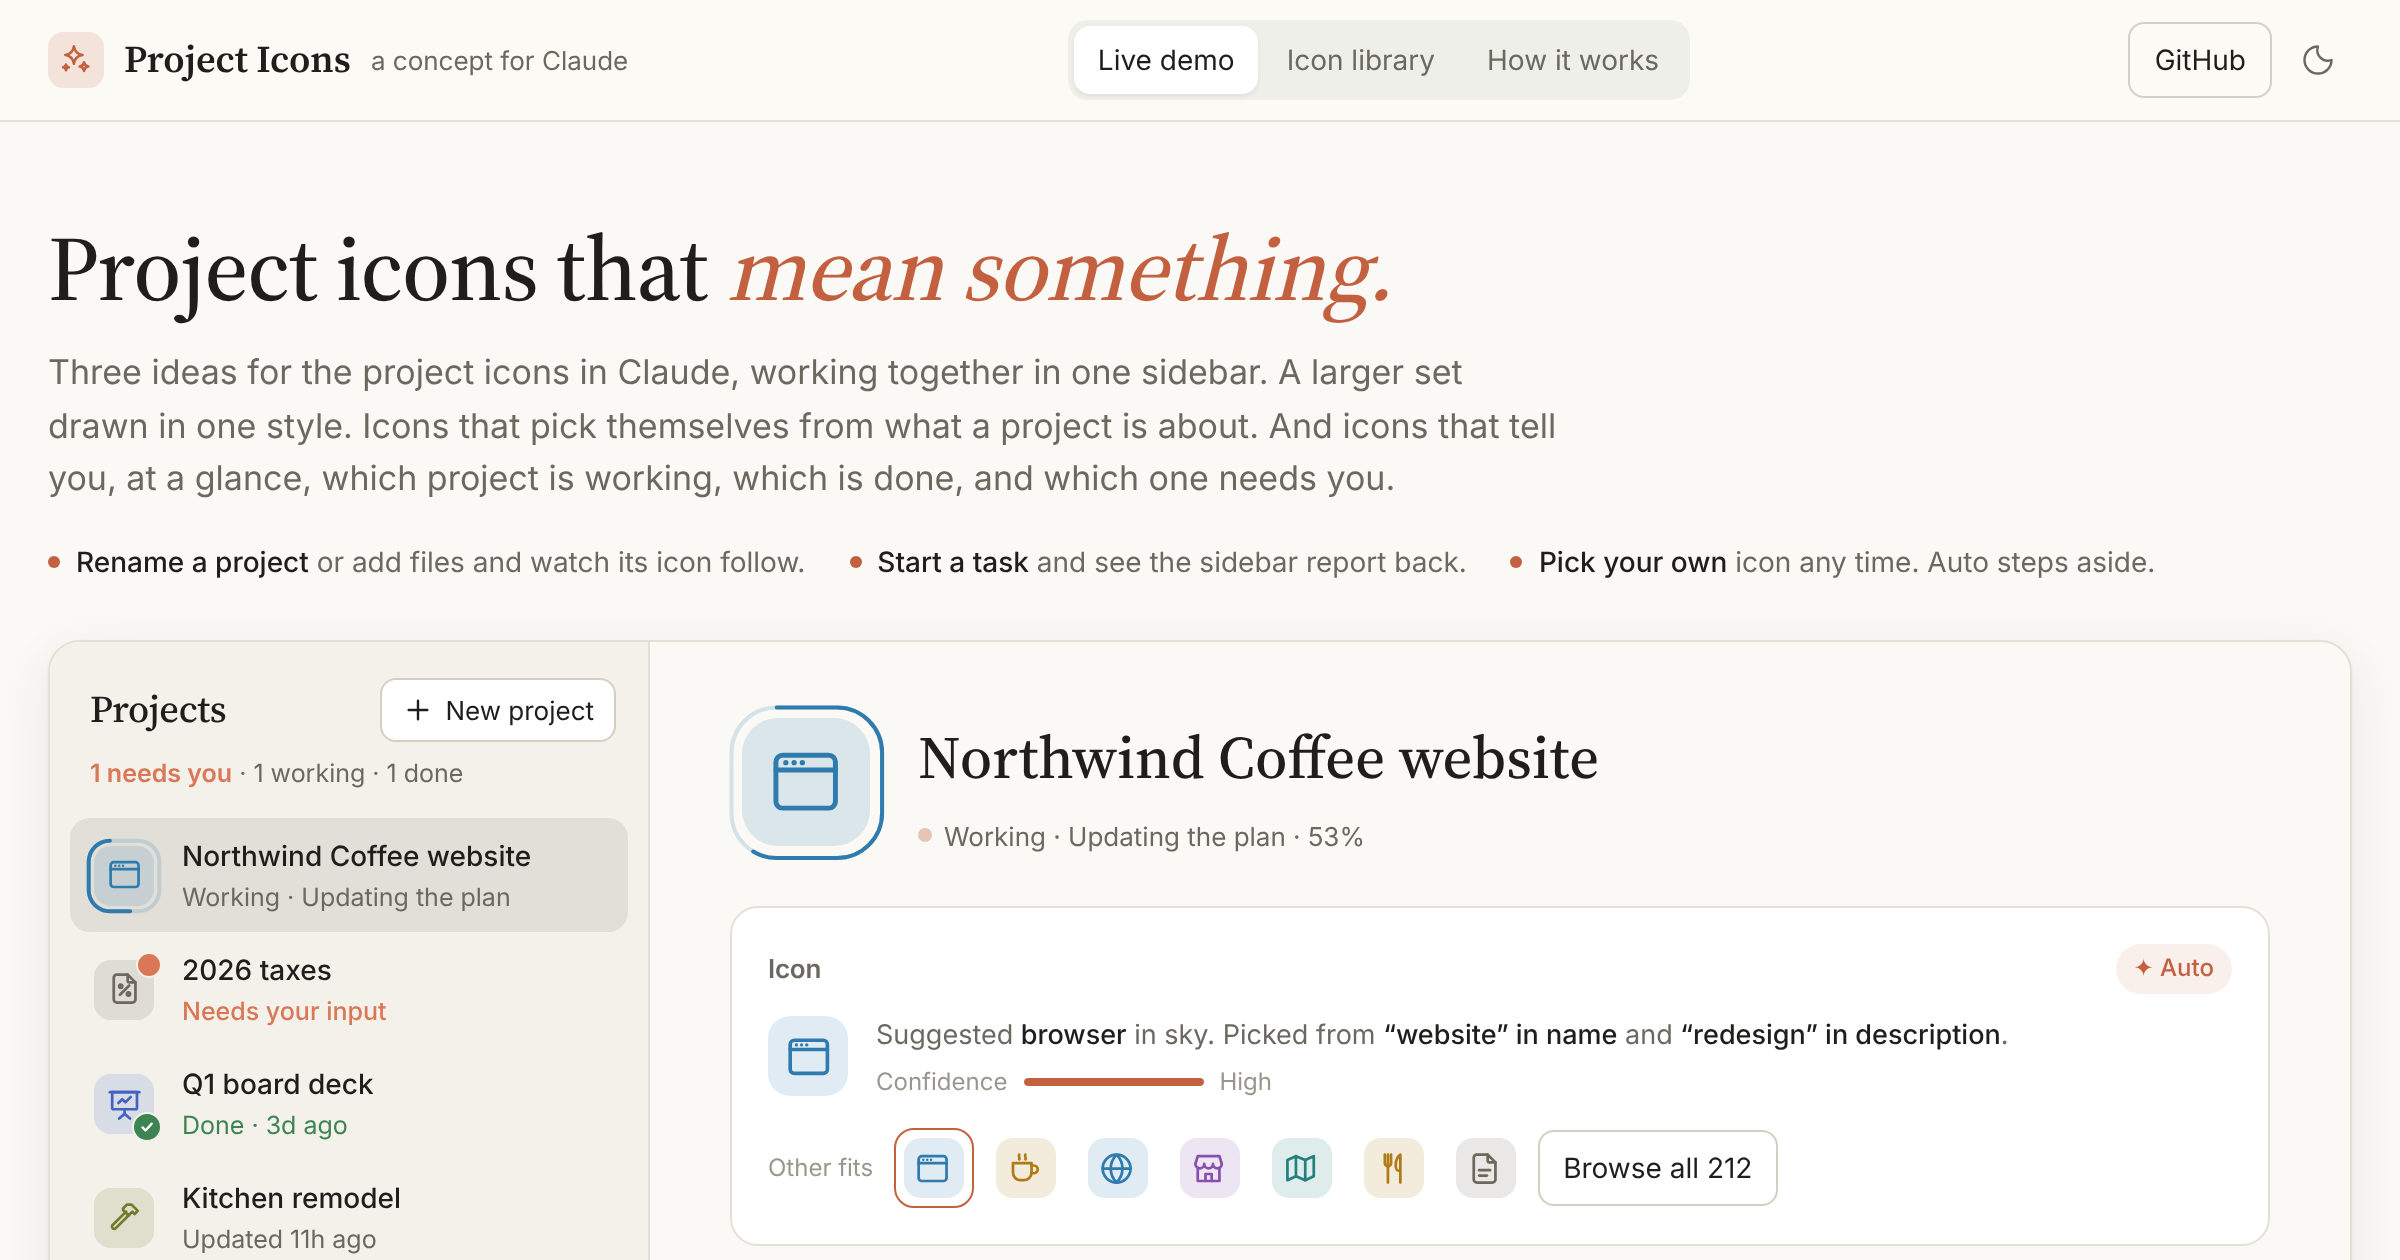 Project Icons a concept for Claude
Live demo Icon library How it works
GitHub
Project icons that mean something.
Three ideas for the project icons in Claude, working together in one sidebar. A larger set
drawn in one style. Icons that pick themselves from what a project is about. And icons that tell
you, at a glance, which project is working, which is done, and which one needs you.
Rename a project or add files and watch its icon follow.
Start a task and see the sidebar report back.
Pick your own icon any time. Auto steps aside.
Projects
New project
1 needs you · 1 working · 1 done
Northwind Coffee website
Working · Updating the plan
2026 taxes
Needs your input
Q1 board deck
Done · 3d ago
Kitchen remodel
Updated 11h ago
Northwind Coffee website
Working · Updating the plan · 53%
Icon
Auto
Suggested browser in sky. Picked from “website” in name and “redesign” in description.
Confidence High
Other fits
Browse all 212